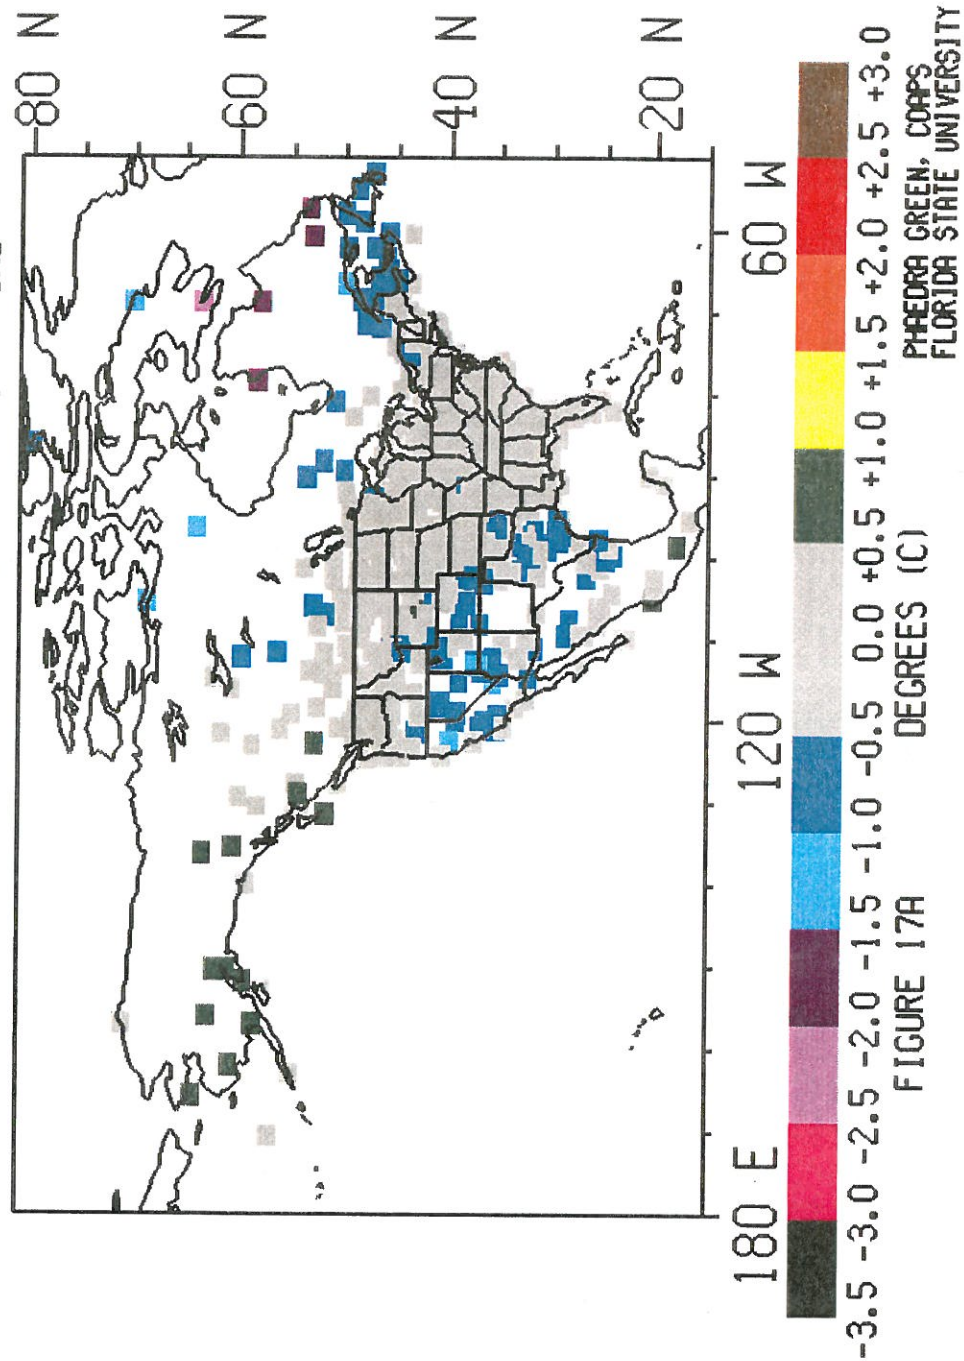 80 N
60 N
40 N
20 N
180 E
120 W
60 W
-3.5 -3.0 -2.5 -2.0 -1.5 -1.0 -0.5 0.0 +0.5 +1.0 +1.5 +2.0 +2.5 +3.0
FIGURE 17A
DEGREES (C)
PHAEDRA GREEN, COAPS
FLORIDA STATE UNIVERSITY